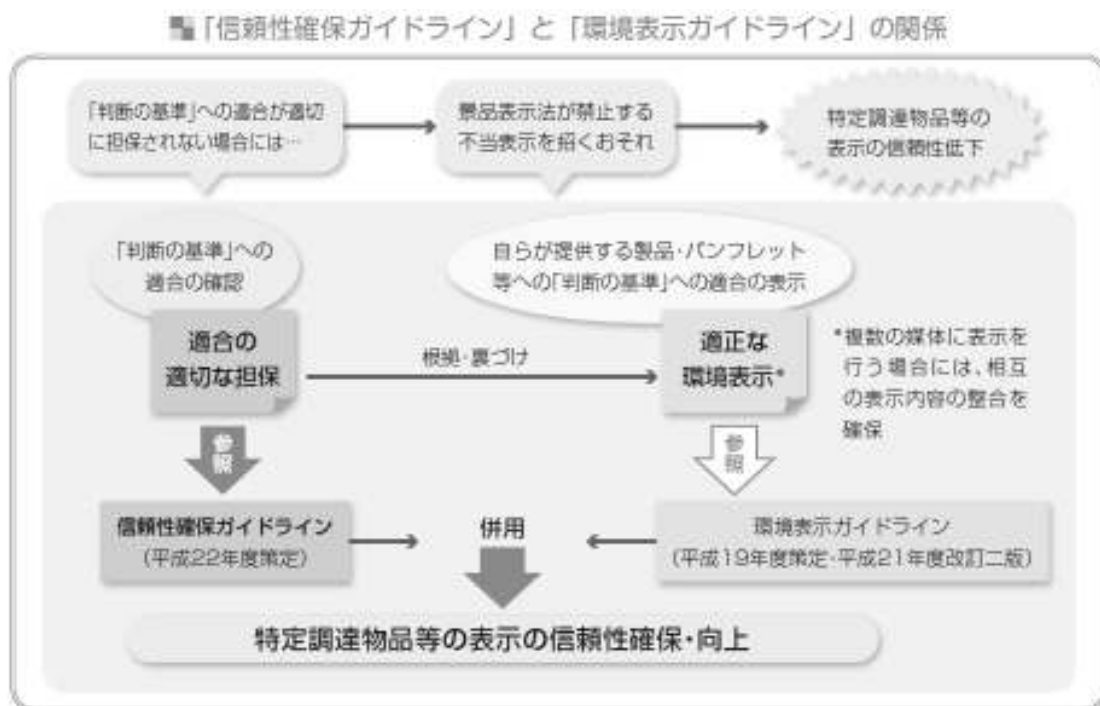 「信頼性確保ガイドライン」と「環境表示ガイドライン」の関係
「判断の基準」への適合が適切
に担保されない場合には…
景品表示法が禁止する
不当表示を招くおそれ
特定調達物品等の
表示の信頼性低下
「判断の基準」への
適合の確認
自らが提供する製品・パンフレット
等への「判断の基準」への適合の表示
適合の
適切な担保
根拠・裏づけ
適正な
環境表示*
*複数の媒体に表示を
行う場合には、相互
の表示内容の整合を
確保
参照
参照
信頼性確保ガイドライン
(平成22年度策定)
併用
環境表示ガイドライン
(平成19年度策定・平成21年度改訂二版)
特定調達物品等の表示の信頼性確保・向上